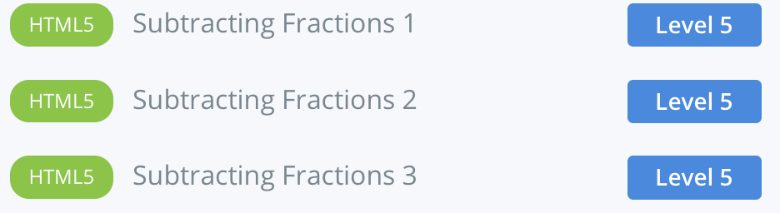 HTML5 Subtracting Fractions 1 Level 5
HTML5 Subtracting Fractions 2 Level 5
HTML5 Subtracting Fractions 3 Level 5